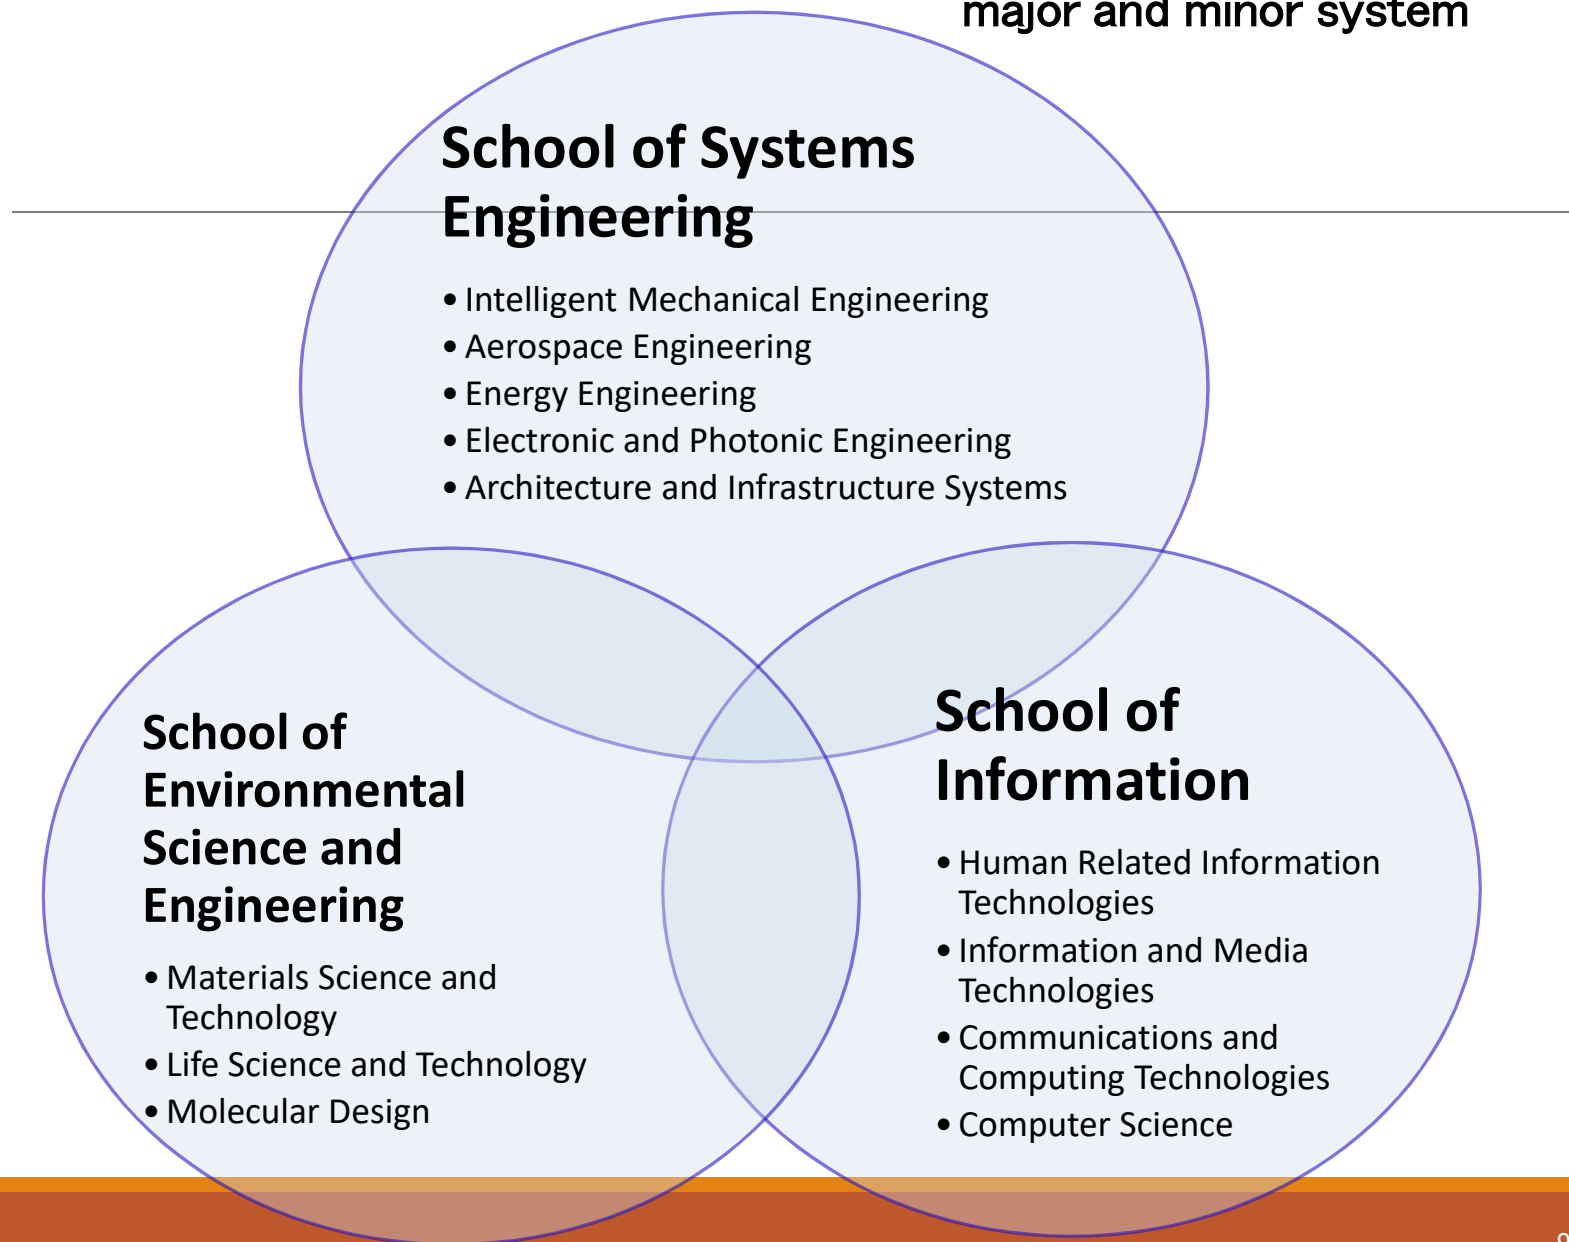 major and minor system
School of Systems
Engineering
• Intelligent Mechanical Engineering
• Aerospace Engineering
• Energy Engineering
• Electronic and Photonic Engineering
• Architecture and Infrastructure Systems
School of
Environmental
Science and
Engineering
• Materials Science and
Technology
• Life Science and Technology
• Molecular Design
School of
Information
• Human Related Information
Technologies
• Information and Media
Technologies
• Communications and
Computing Technologies
• Computer Science